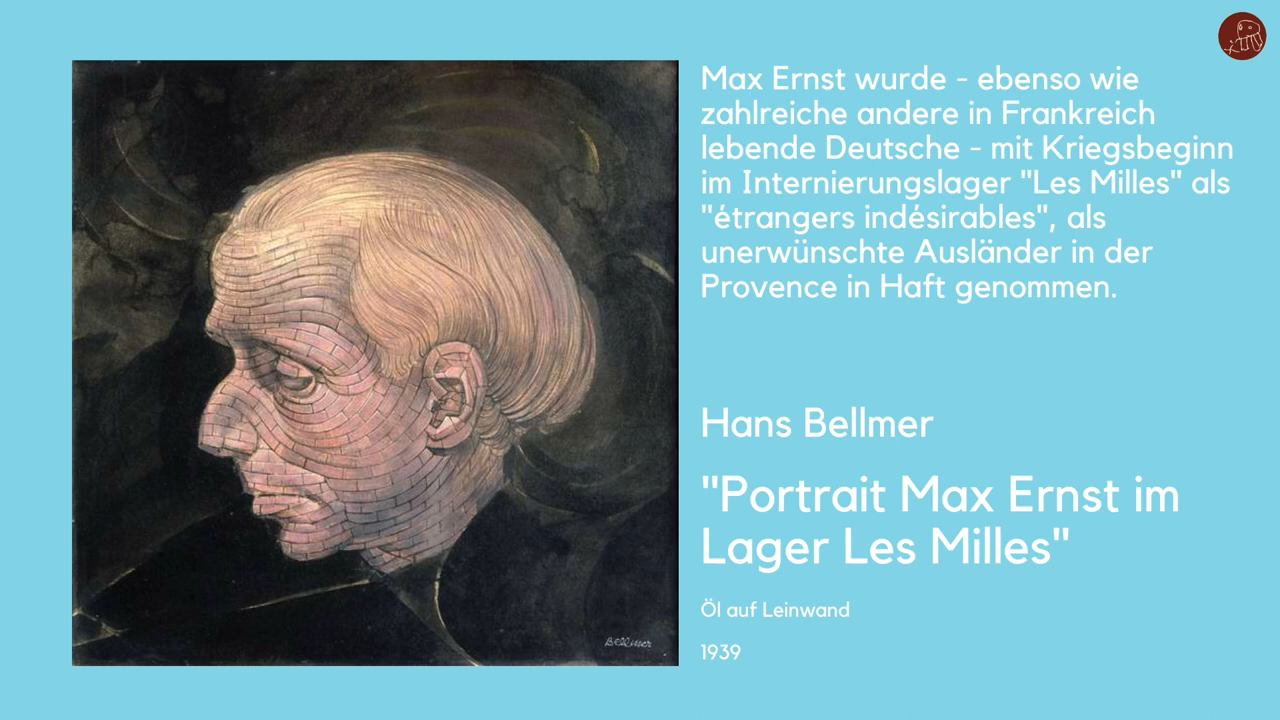 Max Ernst wurde - ebenso wie
zahlreiche andere in Frankreich
lebende Deutsche - mit Kriegsbeginn
im Internierungslager "Les Milles" als
"étrangers indésirables", als
unerwünschte Ausländer in der
Provence in Haft genommen.
Hans Bellmer
"Portrait Max Ernst im
Lager Les Milles"
Öl auf Leinwand
1939
Bellmer